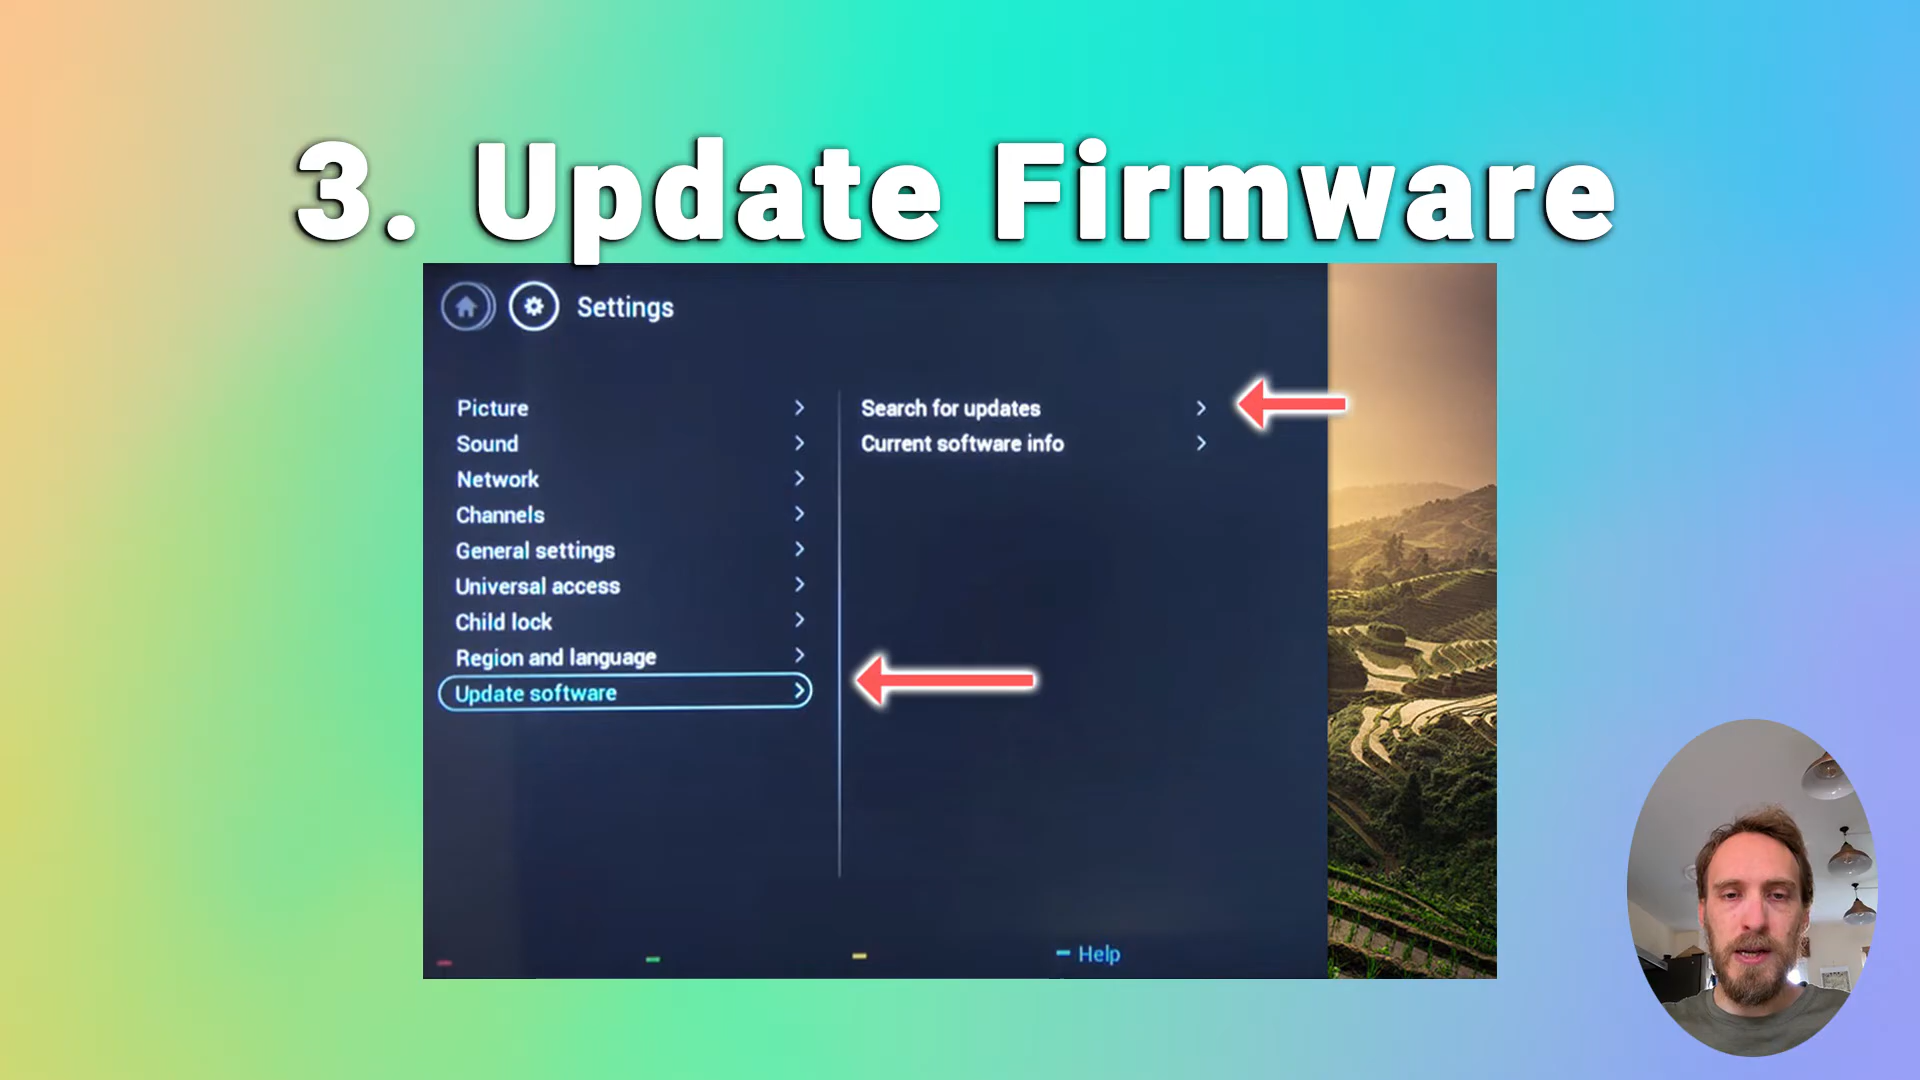 3. Update Firmware
Settings
Picture
Sound
Network
Channels
General settings
Universal access
Child lock
Region and language
Update software
Search for updates
Current software info
Help